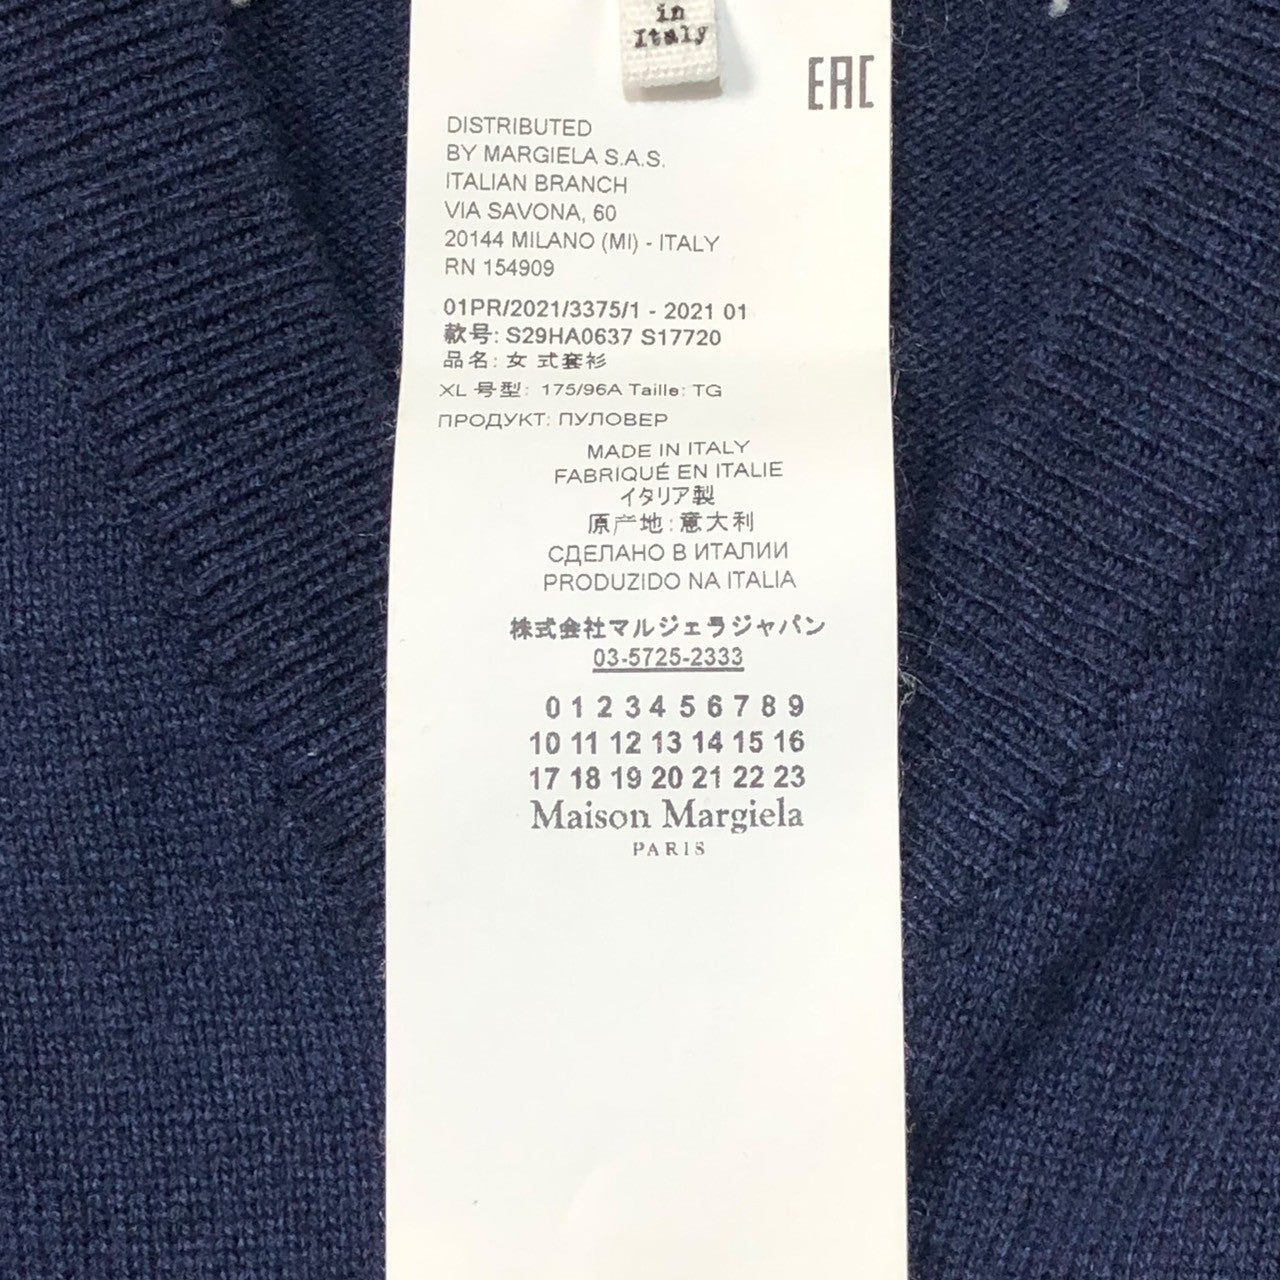 in
Italy
EAC
DISTRIBUTED
BY MARGIELA S.A.S.
ITALIAN BRANCH
VIA SAVONA, 60
20144 MILANO (MI) - ITALY
RN 154909
01PR/2021/3375/1 - 2021 01
款号: S29HA0637 S17720
品名: 女 式套衫
XL 号型: 175/96A Taille: TG
ПРОДУКТ: ПУЛОВЕР
MADE IN ITALY
FABRIQUÉ EN ITALIE
イタリア製
原产地: 意大利
СДЕЛАНО В ИТАЛИИ
PRODUZIDO NA ITALIA
株式会社マルジェラジャパン
03-5725-2333
0 1 2 3 4 5 6 7 8 9
10 11 12 13 14 15 16
17 18 19 20 21 22 23
Maison Margiela
PARIS